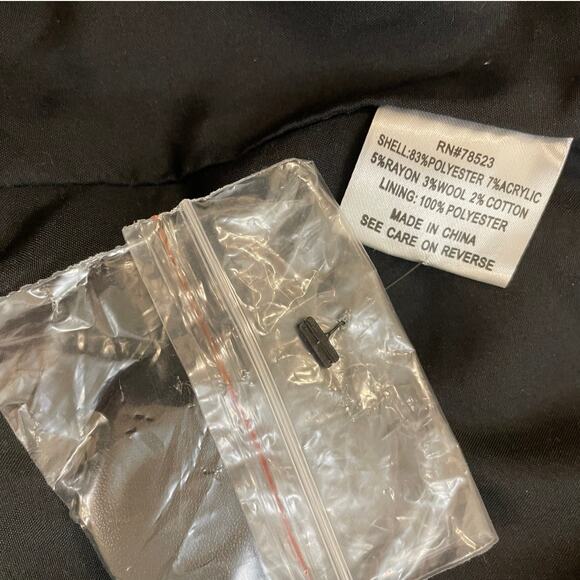 RN#78523
SHELL:83%POLYESTER 7%ACRYLIC
5%RAYON 3%WOOL 2%COTTON
LINING: 100%POLYESTER
MADE IN CHINA
SEE CARE ON REVERSE